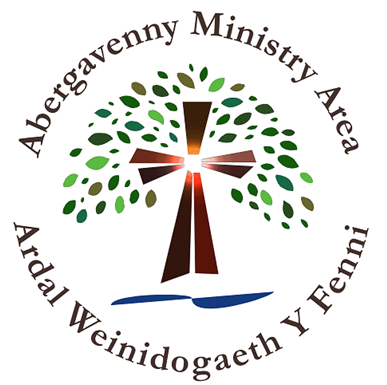 Abergavenny Ministry Area
Ardal Weinidogaeth Y Fenni